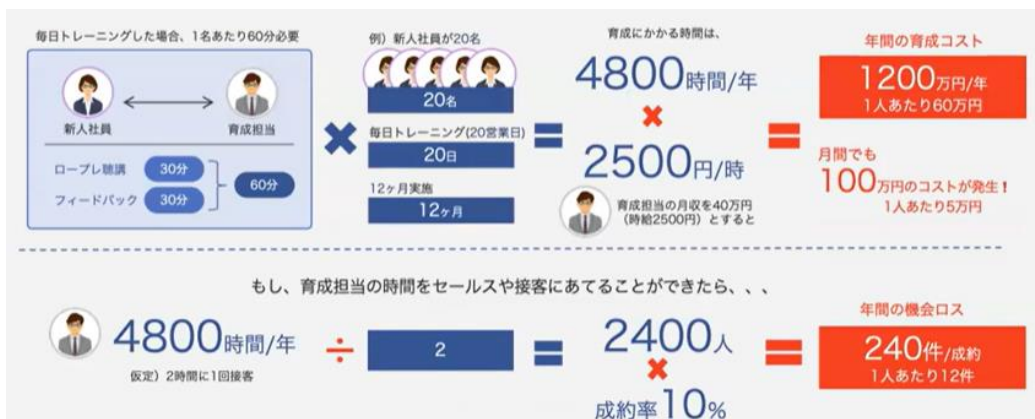 毎日トレーニングした場合、1名あたり60分必要
新人社員
育成担当
ロープレ聴講
30分
フィードバック
30分
60分
例）新人社員が20名
20名
毎日トレーニング(20営業日)
20日
12ヶ月実施
12ヶ月
育成にかかる時間は、
4800時間/年
×
2500円/時
育成担当の月収を40万円
（時給2500円）とすると
年間の育成コスト
1200万円/年
1人あたり60万円
月間でも
100万円のコストが発生！
1人あたり5万円
もし、育成担当の時間をセールスや接客にあてることができたら、、、
4800時間/年
仮定）2時間に1回接客
÷
2
=
2400人
×
成約率10%
=
年間の機会ロス
240件/成約
1人あたり12件